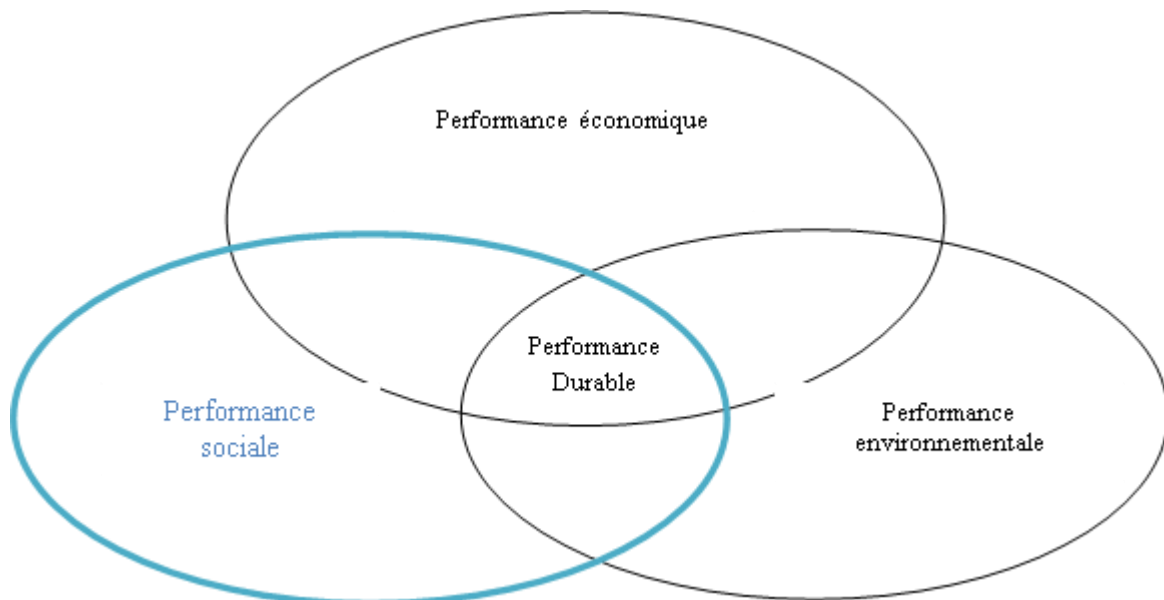 Performance économique
Performance
Durable
Performance
sociale
Performance
environnementale